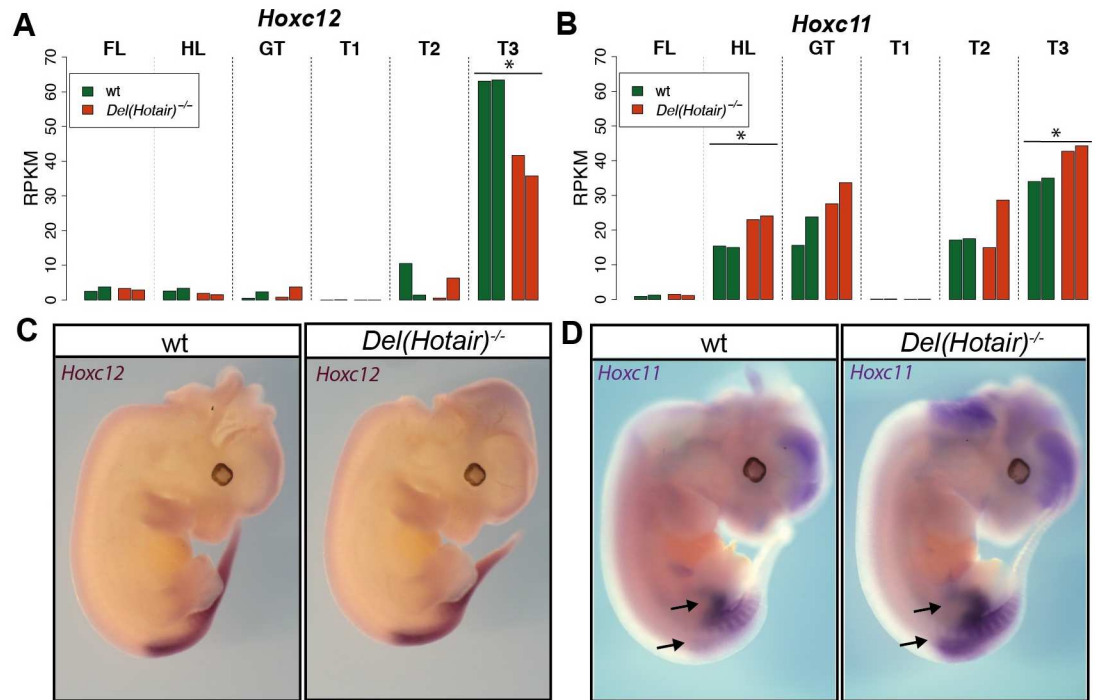 A
Hoxc12
FL HL GT T1 T2 T3
*
70
60
50
40
30
20
10
0
RPKM
wt
Del(Hotair)⁻/⁻
B
Hoxc11
FL HL GT T1 T2 T3
*
*
70
60
50
40
30
20
10
0
RPKM
wt
Del(Hotair)⁻/⁻
C
wt
Del(Hotair)⁻/⁻
Hoxc12
Hoxc12
D
wt
Del(Hotair)⁻/⁻
Hoxc11
Hoxc11